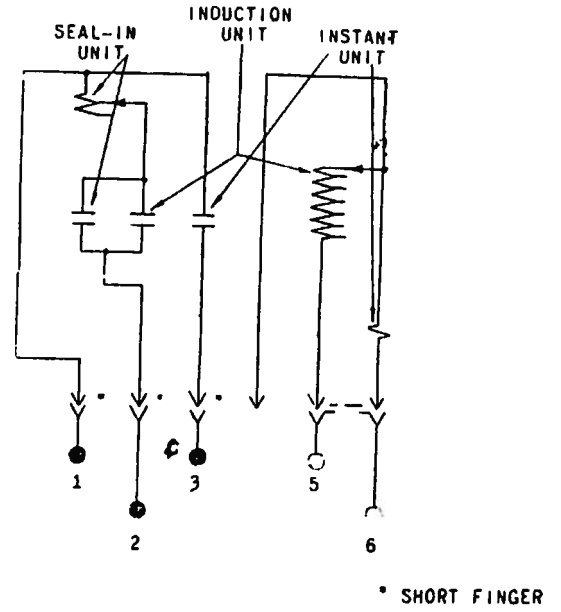 INDUCTION
UNIT
SEAL-IN
UNIT
INSTANT
UNIT
1
2
3
5
6
* SHORT FINGER